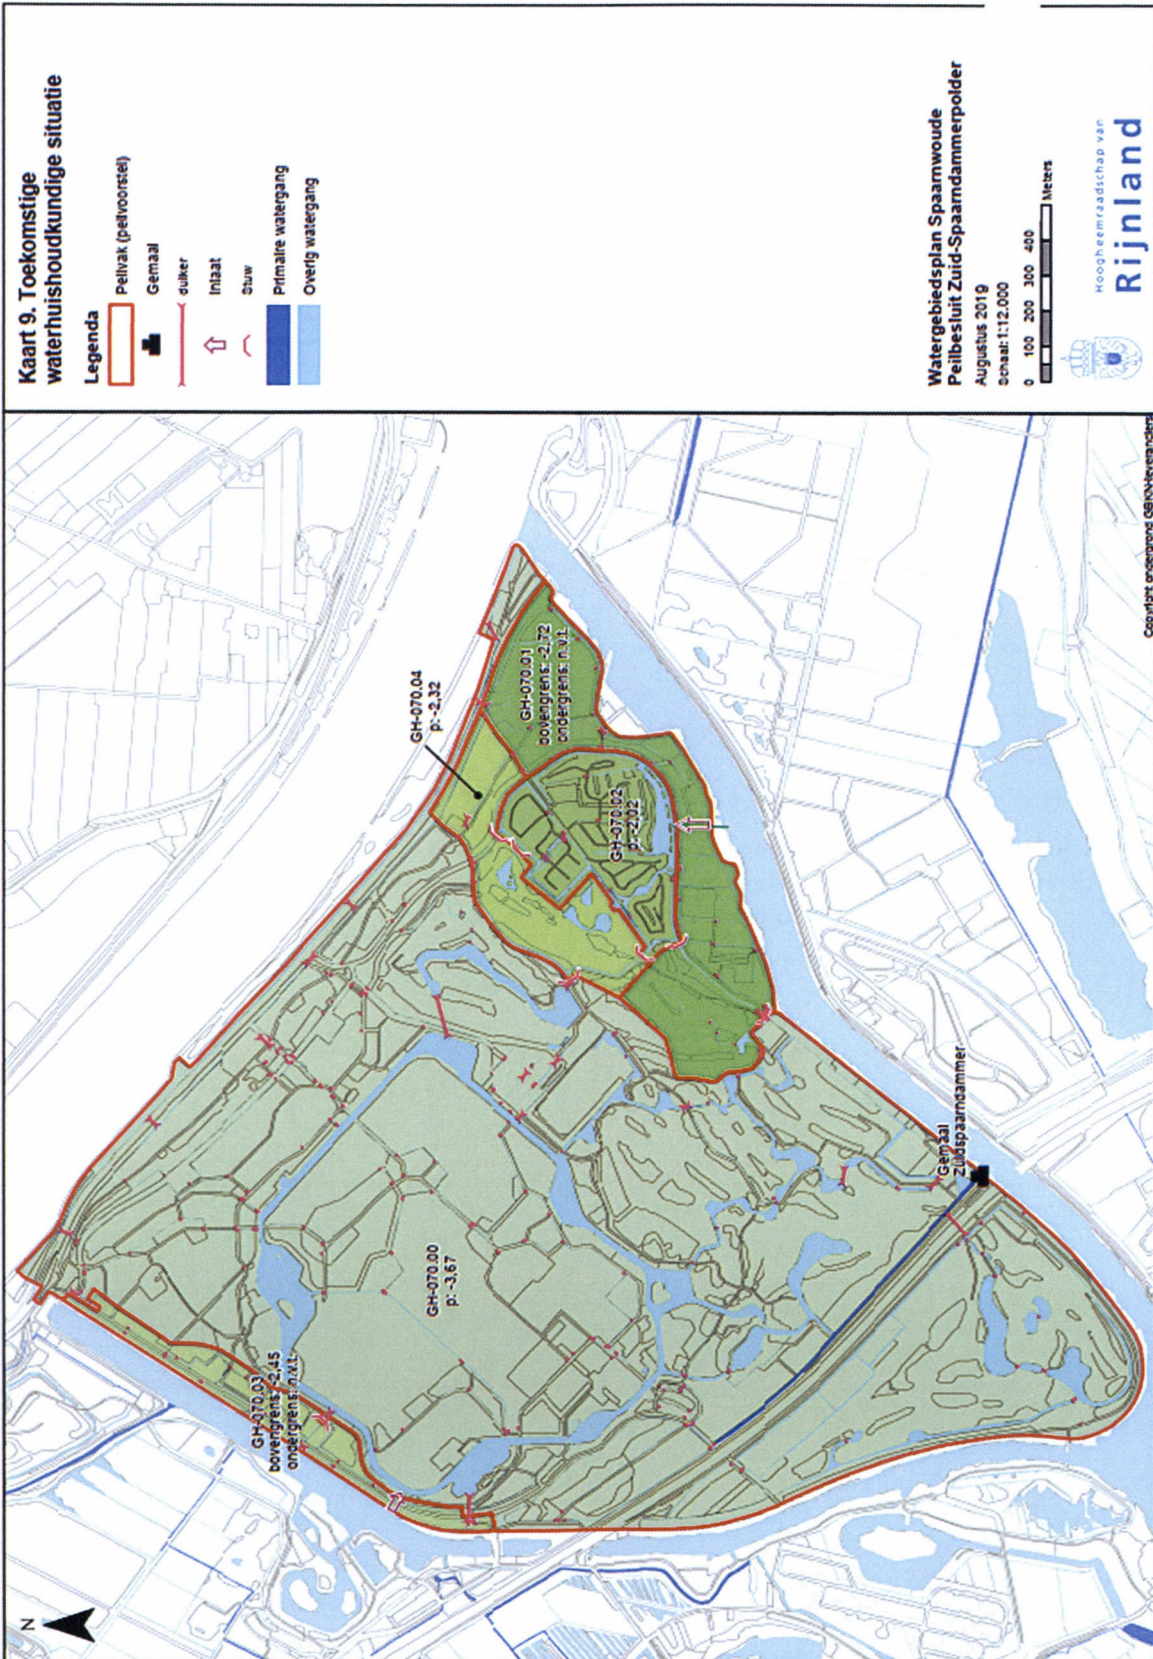 Kaart 9. Toekomstige
waterhuishoudkundige situatie
Legenda
Peilvak (peilvoorstel)
Gemaal
duiker
Inlaat
Stuw
Primaire watergang
Overig watergang
Watergebiedsplan Spaarnwoude
Peilbesluit Zuid-Spaarndammerpolder
Augustus 2019
Schaal:1:12.000
0 100 200 300 400
Meters
Hoogheemraadschap van
Rijnland
N
GH-070.03
bovengrens: -2,45
ondergrens: n.v.t.
GH-070.00
p: -3,67
GH-070.04
p: -2,32
GH-070.01
bovengrens: -2,72
ondergrens: n.v.t.
GH-070.02
p: -2,02
Gemaal
Zuidspaarndammer
Copyright ondergrond